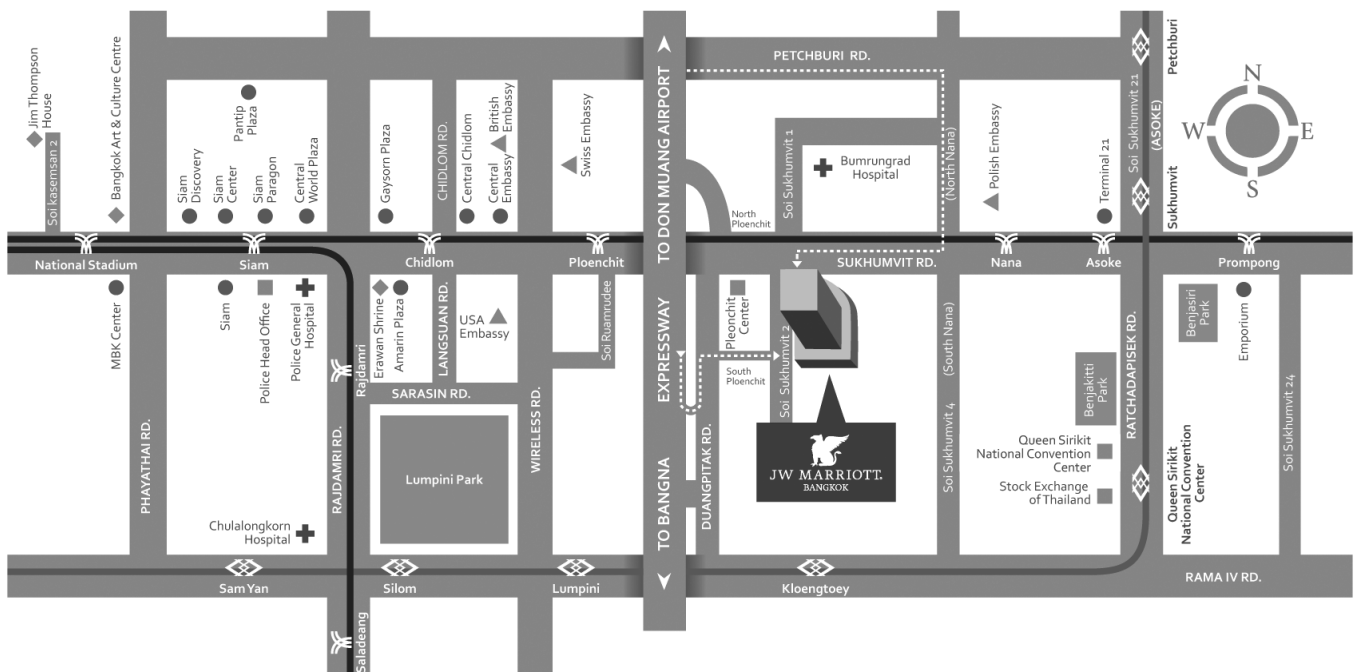 PETCHBURI RD.
Petchburi
Jim Thompson
House
Soi kasemsan 2
Bangkok Art & Culture Centre
Siam
Discovery
Siam
Center
Pantip
Plaza
Siam
Paragon
Central
World Plaza
Gaysorn Plaza
CHIDLOM RD.
Central Chidlom
British
Embassy
Central
Embassy
Swiss Embassy
TO DON MUANG AIRPORT
North
Ploenchit
Soi Sukhumvit 1
Bumrungrad
Hospital
(North Nana)
Polish Embassy
Terminal 21
Soi Sukhumvit 21
(ASOKE)
Sukhumvit
N
W
E
S
National Stadium
Siam
Chidlom
Ploenchit
SUKHUMVIT RD.
Nana
Asoke
Prompong
MBK Center
Siam
Police Head Office
Police General
Hospital
Rajdamri
Erawan Shrine
Amarin Plaza
LANGSUAN RD.
USA
Embassy
Soi Ruamrudee
EXPRESSWAY
Pleonchit
Center
South
Ploenchit
Soi Sukhumvit 2
(South Nana)
Soi Sukhumvit 4
Benjakitti
Park
RATCHADAPISEK RD.
Benjasiri
Park
Emporium
Soi Sukhumvit 24
PHAYATHAI RD.
RAJDAMRI RD.
SARASIN RD.
Lumpini Park
WIRELESS RD.
TO BANGNA
DUANGPITAK RD.
JW MARRIOTT.
BANGKOK
Queen Sirikit
National Convention
Center
Stock Exchange
of Thailand
Queen Sirikit
National Convention
Center
Chulalongkorn
Hospital
Sam Yan
Silom
Lumpini
Kloengtoey
RAMA IV RD.
Saladeang